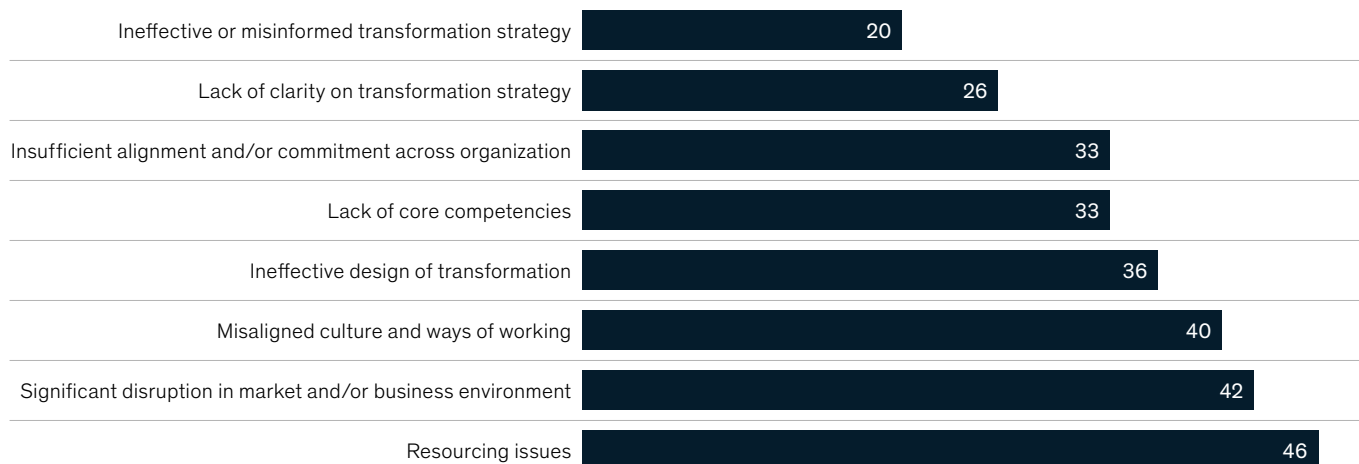 Ineffective or misinformed transformation strategy 20
Lack of clarity on transformation strategy 26
Insufficient alignment and/or commitment across organization 33
Lack of core competencies 33
Ineffective design of transformation 36
Misaligned culture and ways of working 40
Significant disruption in market and/or business environment 42
Resourcing issues 46